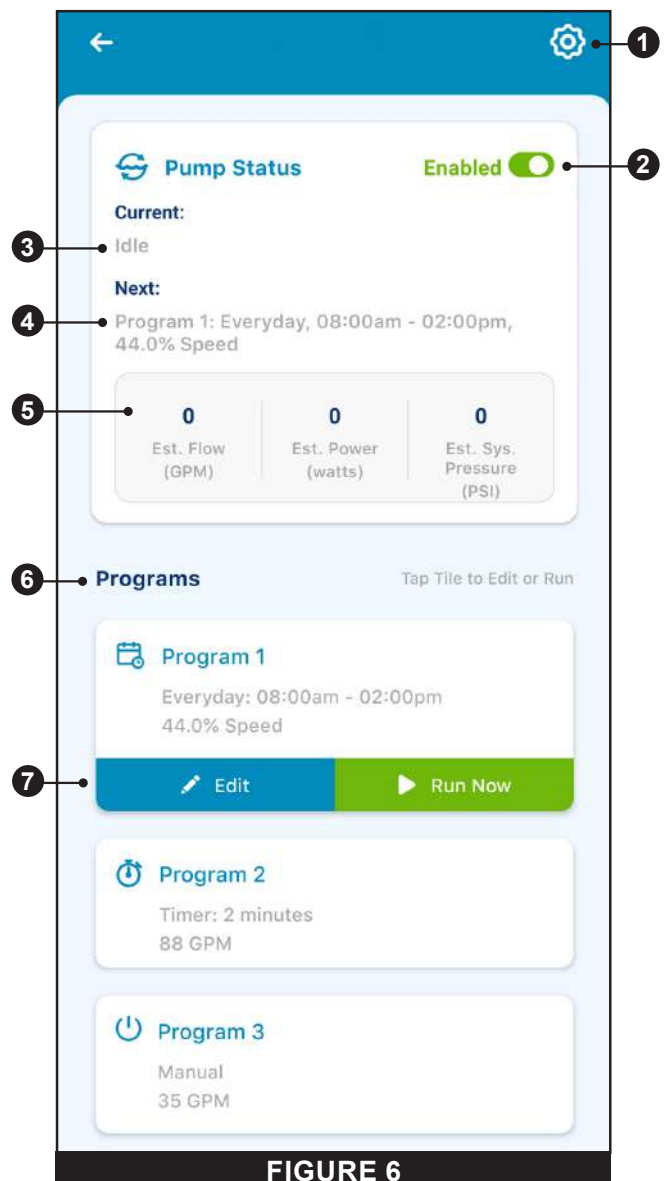 1
Pump Status
Enabled
2
Current:
3
Idle
Next:
4
Program 1: Everyday, 08:00am - 02:00pm,
44.0% Speed
5
0
0
0
Est. Flow
(GPM)
Est. Power
(watts)
Est. Sys.
Pressure
(PSI)
6
Programs
Tap Tile to Edit or Run
Program 1
Everyday: 08:00am - 02:00pm
44.0% Speed
7
Edit
Run Now
Program 2
Timer: 2 minutes
88 GPM
Program 3
Manual
35 GPM
FIGURE 6